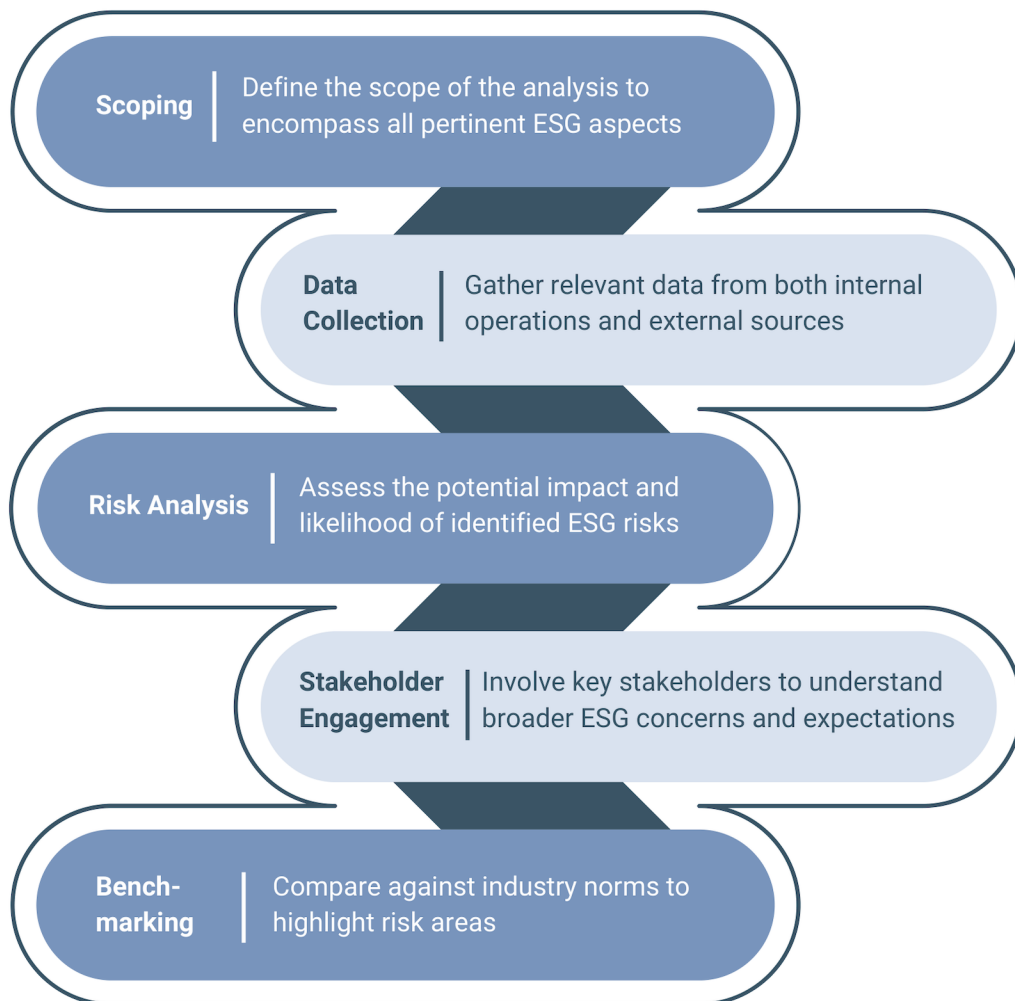 Scoping
Define the scope of the analysis to
encompass all pertinent ESG aspects
Data
Collection
Gather relevant data from both internal
operations and external sources
Risk Analysis
Assess the potential impact and
likelihood of identified ESG risks
Stakeholder
Engagement
Involve key stakeholders to understand
broader ESG concerns and expectations
Bench-
marking
Compare against industry norms to
highlight risk areas